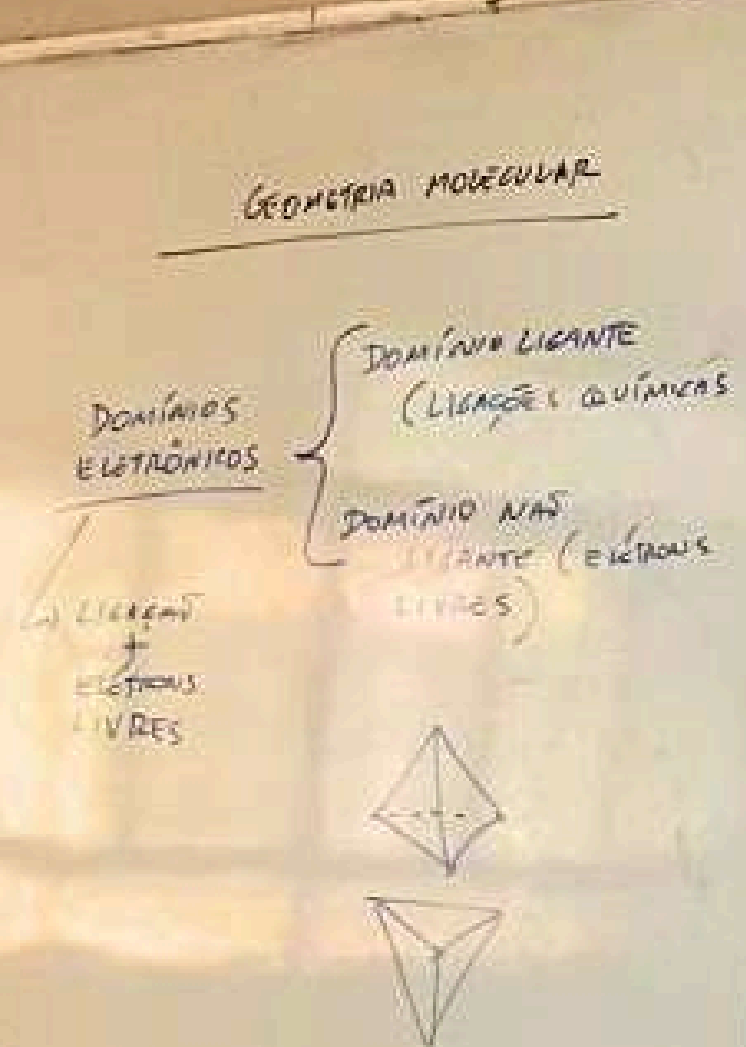 GEOMETRIA MOLECULAR
DOMÍNIOS
ELETRÔNICOS
DOMÍNIO LIGANTE
(LIGAÇÕES QUÍMICAS
DOMÍNIO NÃO
LIGANTE (ELÉTRONS
LIVRES)
LIGAÇÃO
+
ELÉTRONS
LIVRES